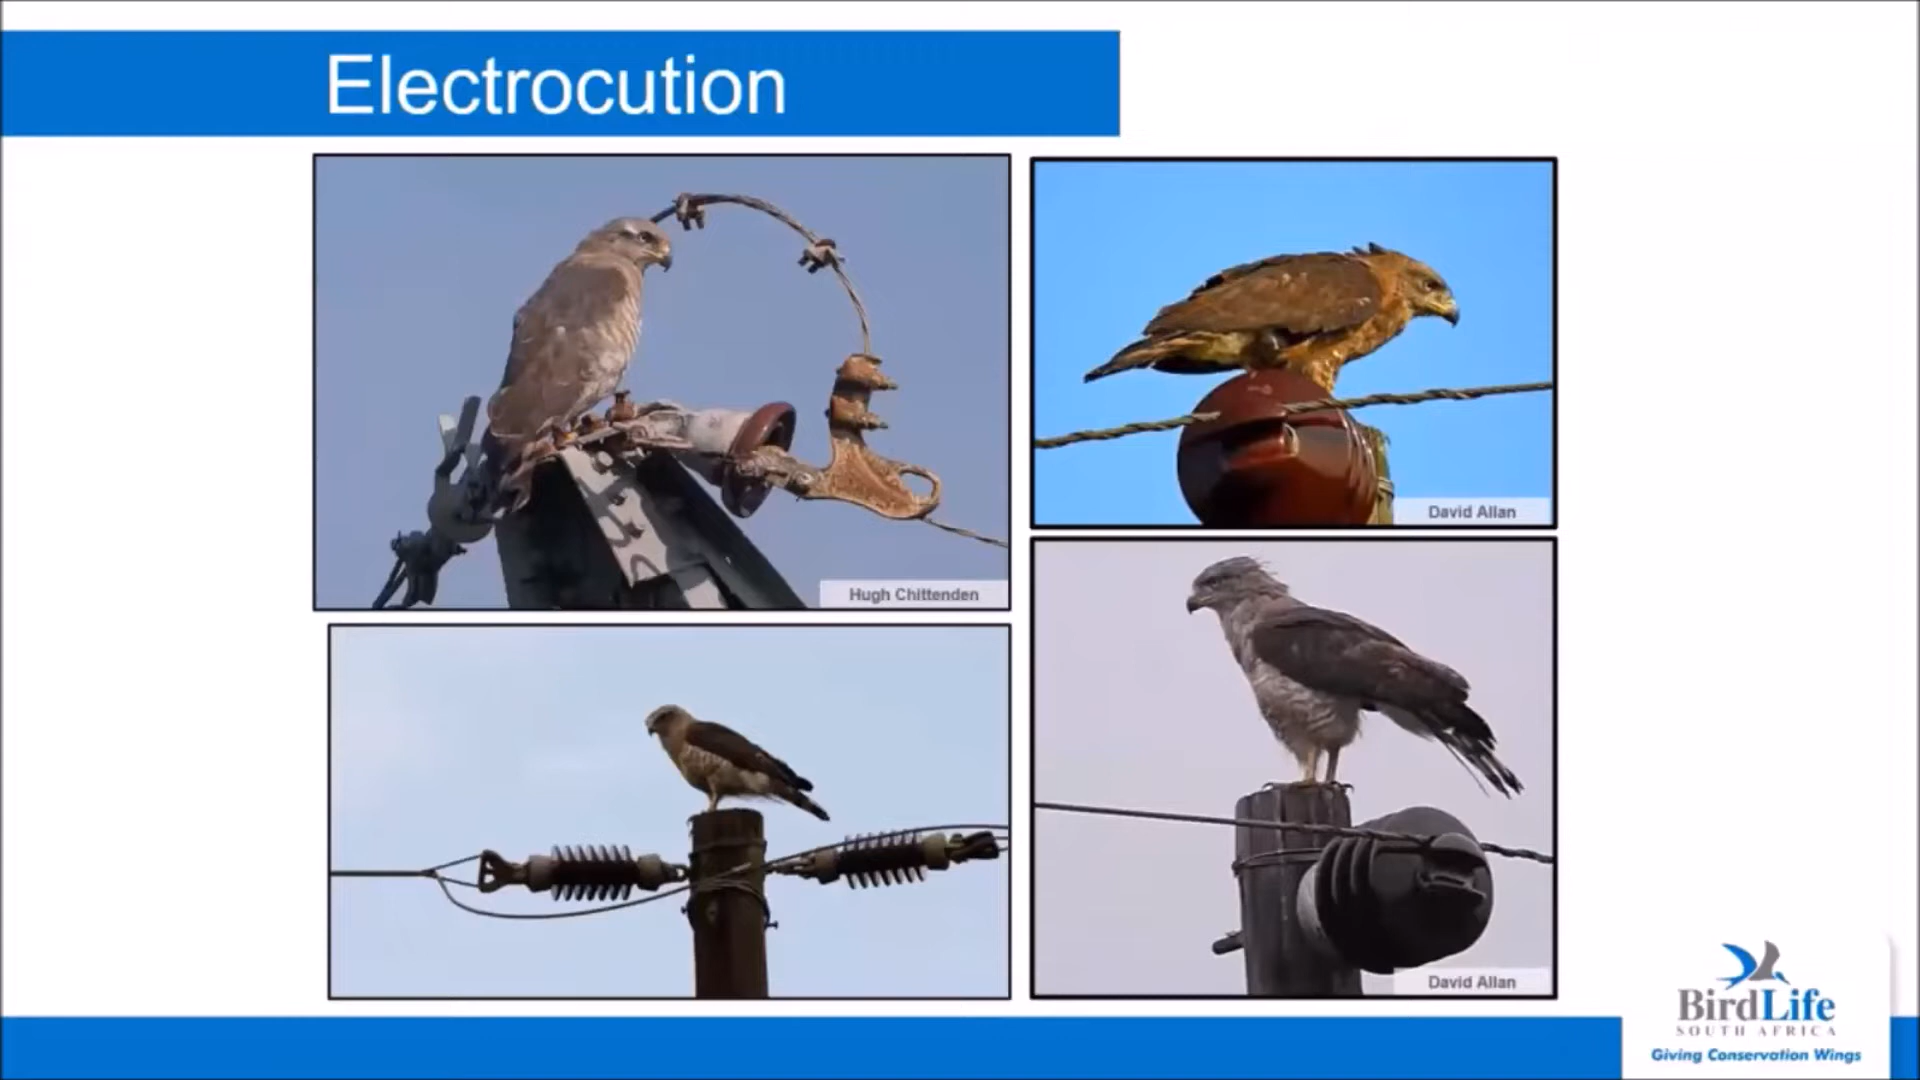 Electrocution
Hugh Chittenden
David Allan
David Allan
BirdLife
SOUTH AFRICA
Giving Conservation Wings